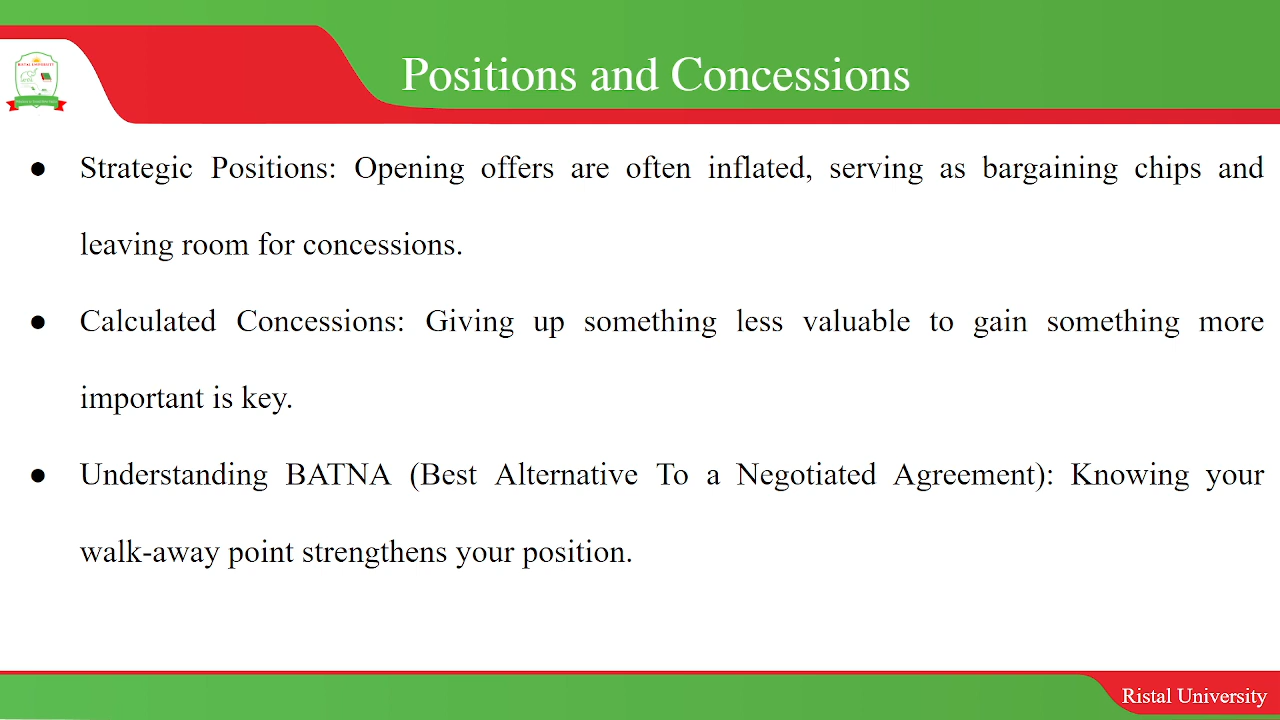 RISTAL UNIVERSITY
Positions and Concessions
● Strategic Positions: Opening offers are often inflated, serving as bargaining chips and
leaving room for concessions.
● Calculated Concessions: Giving up something less valuable to gain something more
important is key.
● Understanding BATNA (Best Alternative To a Negotiated Agreement): Knowing your
walk-away point strengthens your position.
Ristal University